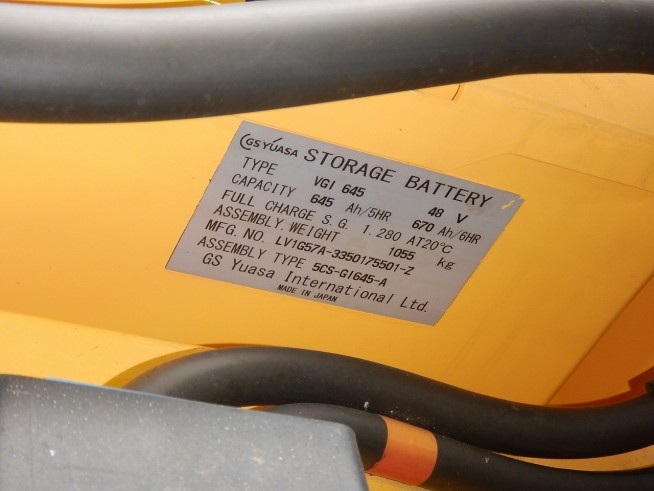 GS YUASA STORAGE BATTERY
TYPE VGI 645 48 V
CAPACITY 645 Ah/5HR 670 Ah/6HR
FULL CHARGE S.G. 1.280 AT20℃
ASSEMBLY.WEIGHT 1055 kg
MFG.NO. LV1G57A-3350175501-Z
ASSEMBLY TYPE 5CS-GI645-A
GS Yuasa International Ltd.
MADE IN JAPAN